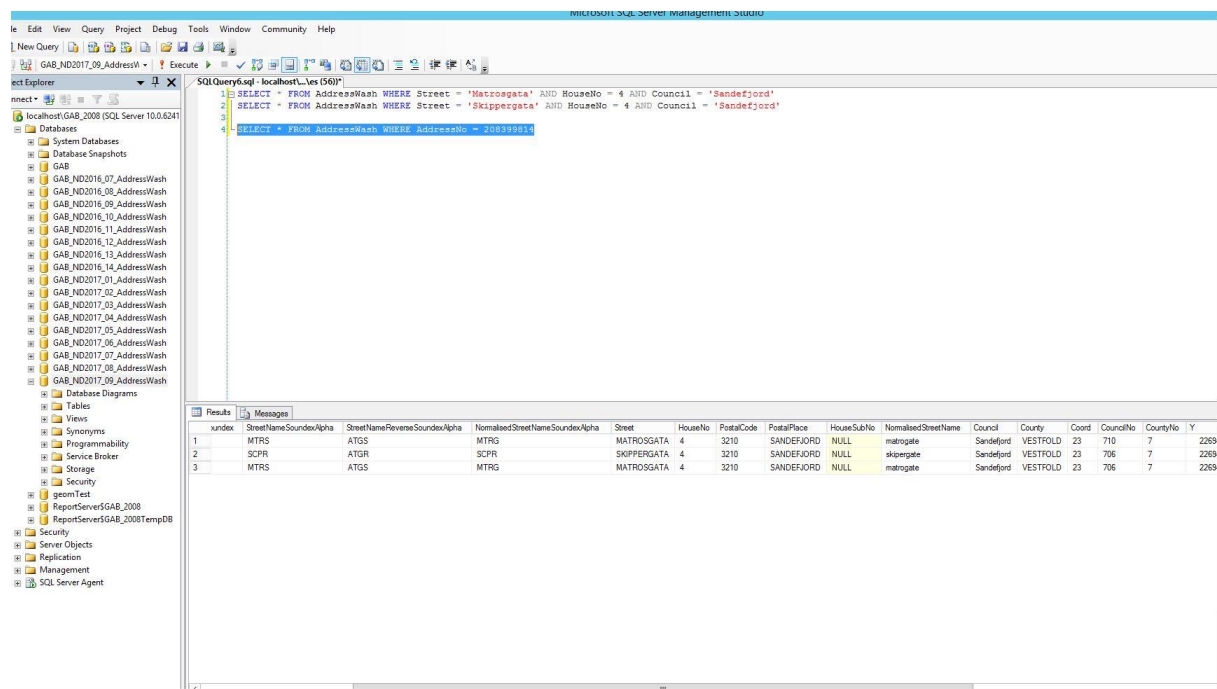 Microsoft SQL Server Management Studio
le Edit View Query Project Debug Tools Window Community Help
New Query
GAB_ND2017_09_AddressW Execute
ect Explorer
nnect
localhost\GAB_2008 (SQL Server 10.0.6241
Databases
System Databases
Database Snapshots
GAB
GAB_ND2016_07_AddressWash
GAB_ND2016_08_AddressWash
GAB_ND2016_09_AddressWash
GAB_ND2016_10_AddressWash
GAB_ND2016_11_AddressWash
GAB_ND2016_12_AddressWash
GAB_ND2016_13_AddressWash
GAB_ND2016_14_AddressWash
GAB_ND2017_01_AddressWash
GAB_ND2017_02_AddressWash
GAB_ND2017_03_AddressWash
GAB_ND2017_04_AddressWash
GAB_ND2017_05_AddressWash
GAB_ND2017_06_AddressWash
GAB_ND2017_07_AddressWash
GAB_ND2017_08_AddressWash
GAB_ND2017_09_AddressWash
Database Diagrams
Tables
Views
Synonyms
Programmability
Service Broker
Storage
Security
geomTest
ReportServer$GAB_2008
ReportServer$GAB_2008TempDB
Security
Server Objects
Replication
Management
SQL Server Agent
SQLQuery6.sql - localhost\...\es (56))*
1 SELECT * FROM AddressWash WHERE Street = 'Matrosgata' AND HouseNo = 4 AND Council = 'Sandefjord'
2 SELECT * FROM AddressWash WHERE Street = 'Skippergata' AND HouseNo = 4 AND Council = 'Sandefjord'
3
4 SELECT * FROM AddressWash WHERE AddressNo = 208399814
Results Messages
undex StreetNameSoundexAlpha StreetNameReverseSoundexAlpha NormalisedStreetNameSoundexAlpha Street HouseNo PostalCode PostalPlace HouseSubNo NormalisedStreetName Council County Coord CouncilNo CountyNo Y
1 MTRS ATGS MTRG MATROSGATA 4 3210 SANDEFJORD NULL matrogate Sandefjord VESTFOLD 23 710 7 2269
2 SCPR ATGR SCPR SKIPPERGATA 4 3210 SANDEFJORD NULL skipergate Sandefjord VESTFOLD 23 706 7 2269
3 MTRS ATGS MTRG MATROSGATA 4 3210 SANDEFJORD NULL matrogate Sandefjord VESTFOLD 23 706 7 2269